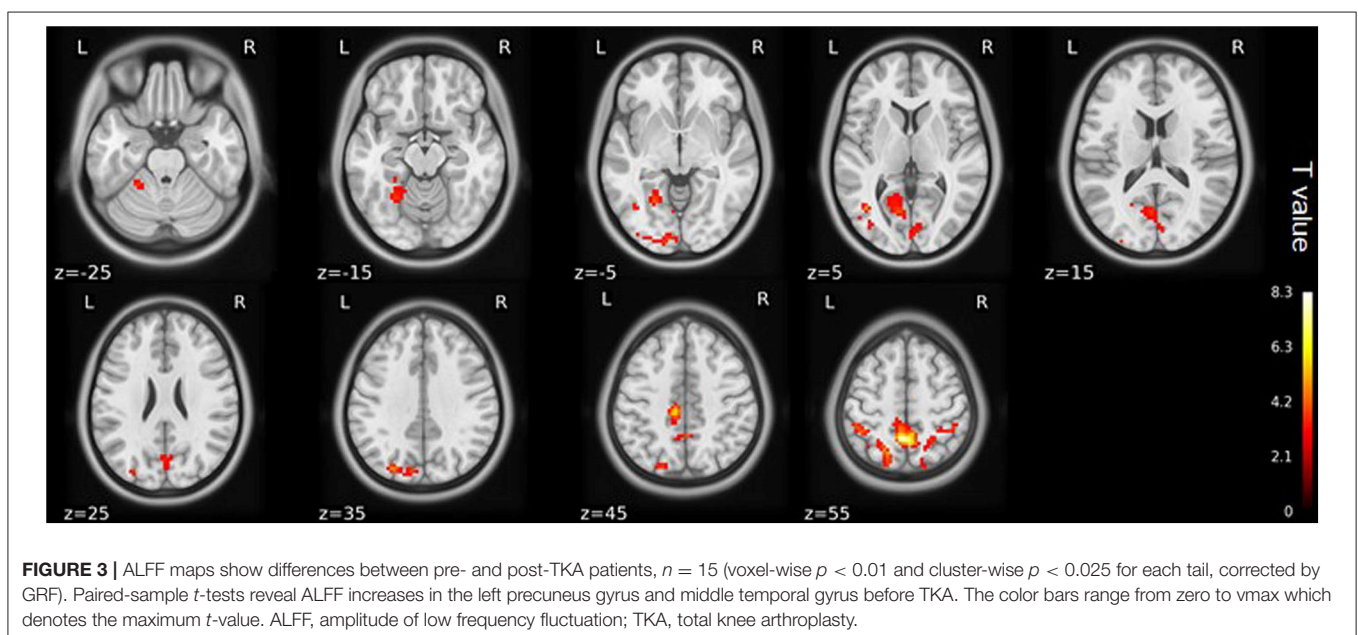 L R L R L R L R L R
z=-25 z=-15 z=-5 z=5 z=15
T value
L R L R L R L R
8.3
6.3
4.2
2.1
0
z=25 z=35 z=45 z=55
FIGURE 3 | ALFF maps show differences between pre- and post-TKA patients, n = 15 (voxel-wise p < 0.01 and cluster-wise p < 0.025 for each tail, corrected by
GRF). Paired-sample t-tests reveal ALFF increases in the left precuneus gyrus and middle temporal gyrus before TKA. The color bars range from zero to vmax which
denotes the maximum t-value. ALFF, amplitude of low frequency fluctuation; TKA, total knee arthroplasty.